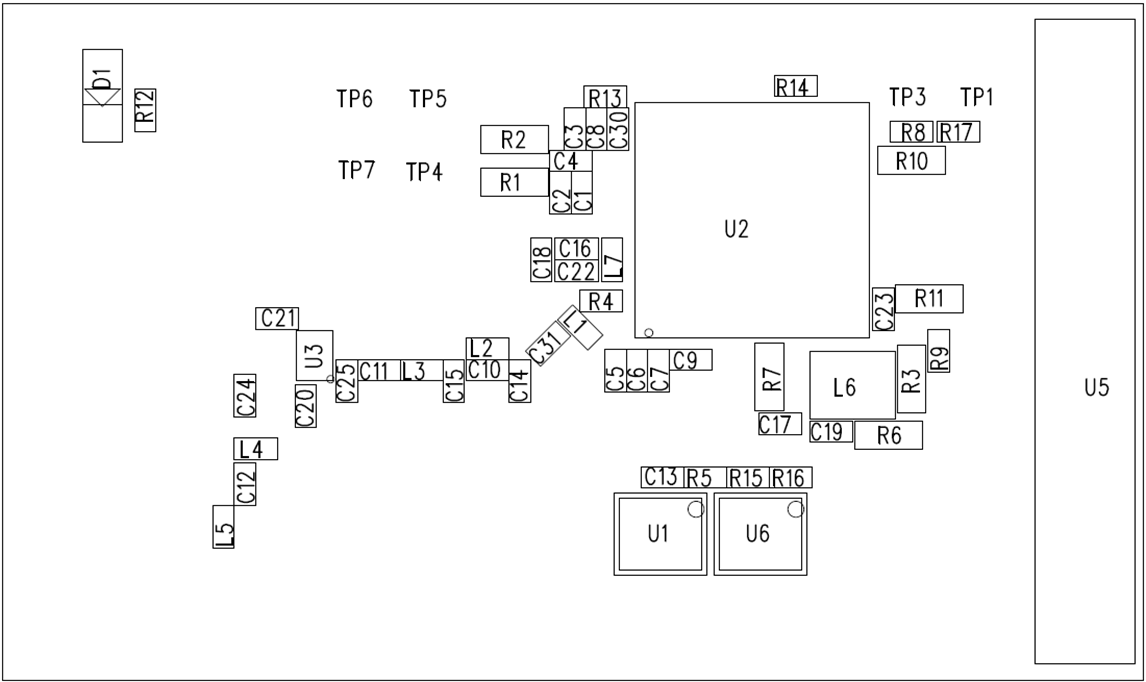 D1
R12
TP6 TP5
R13
R14
TP3 TP1
C3 C8 C30
R2
R8 R17
C4
R10
TP7 TP4
R1
C2 C1
U2
C18 C16 L7
C22
R4
C23 R11
C21
L1
C31
U3
L2
C25 C11 L3 C15 C10 C14
C5 C6 C7 C9
R7
L6
R3
R9
U5
C24
C20
C17
C19 R6
L4
C12
C13 R5 R15 R16
L5
U1 U6